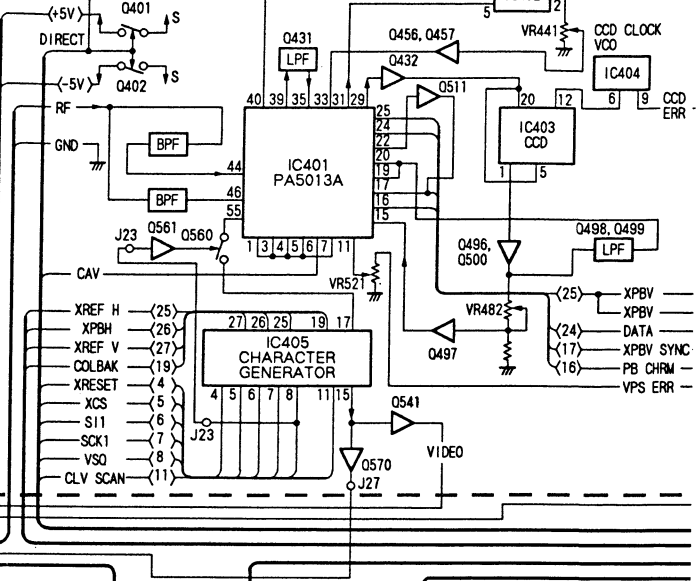 Q401
(+5V) S
DIRECT
(-5V) S
Q402
Q431
LPF
Q456, Q457
Q432
5 2
VR441
CCD CLOCK
VCO
IC404
6 9
CCD
ERR
Q511
RF
GND
BPF
BPF
40 39 35 33 31 29
44
46
55
IC401
PA5013A
25
24
22
20
19
17
16
15
1 3 4 5 6 7 11
20 12
IC403
CCD
1 5
J23 Q561 Q560
CAV
VR521
Q496,
Q500
Q498, Q499
LPF
VR482
Q497
XREF H (25)
XPBH (26)
XREF V (27)
COLBAK (19)
XRESET (4)
XCS (5)
SI1 (6)
SCK1 (7)
VSQ (8)
CLV SCAN (11)
27 26 25 19 17
IC405
CHARACTER
GENERATOR
4 5 6 7 8 11 15
J23
Q541
VIDEO
Q570
J27
(25) XPBV
XPBV
(24) DATA
(17) XPBV SYNC
(16) PB CHRM
VPS ERR